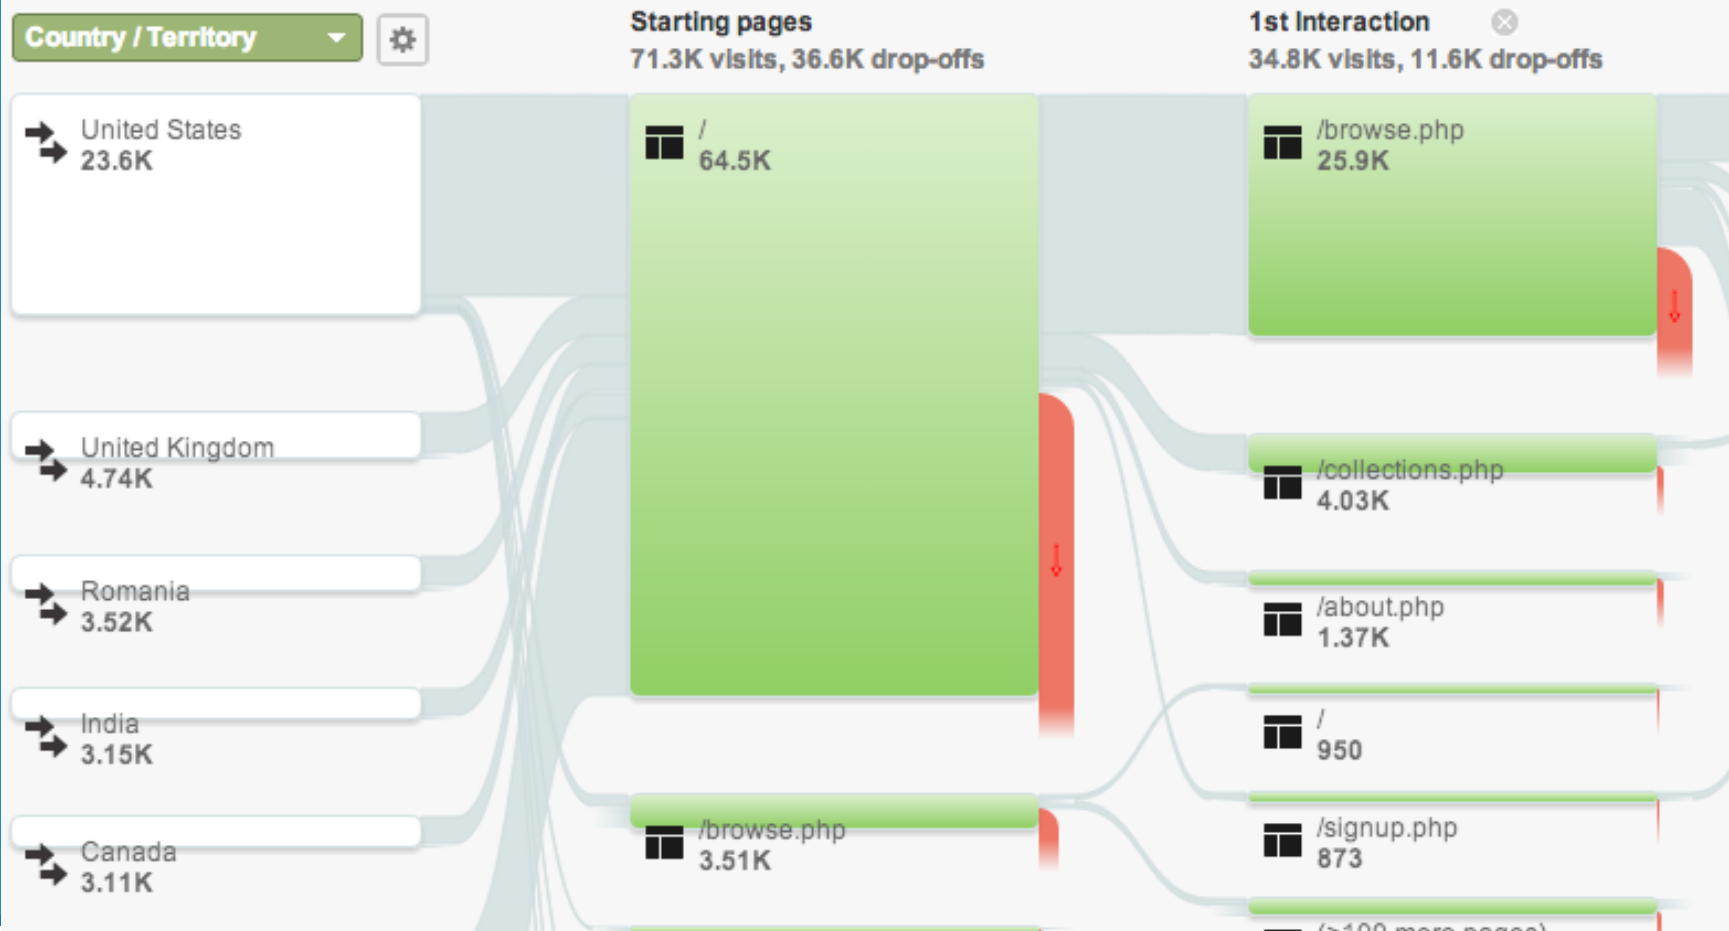 Country / Territory
Starting pages
71.3K visits, 36.6K drop-offs
1st Interaction
34.8K visits, 11.6K drop-offs
United States
23.6K
United Kingdom
4.74K
Romania
3.52K
India
3.15K
Canada
3.11K
/
64.5K
/browse.php
3.51K
/browse.php
25.9K
/collections.php
4.03K
/about.php
1.37K
/
950
/signup.php
873
(>100 more pages)